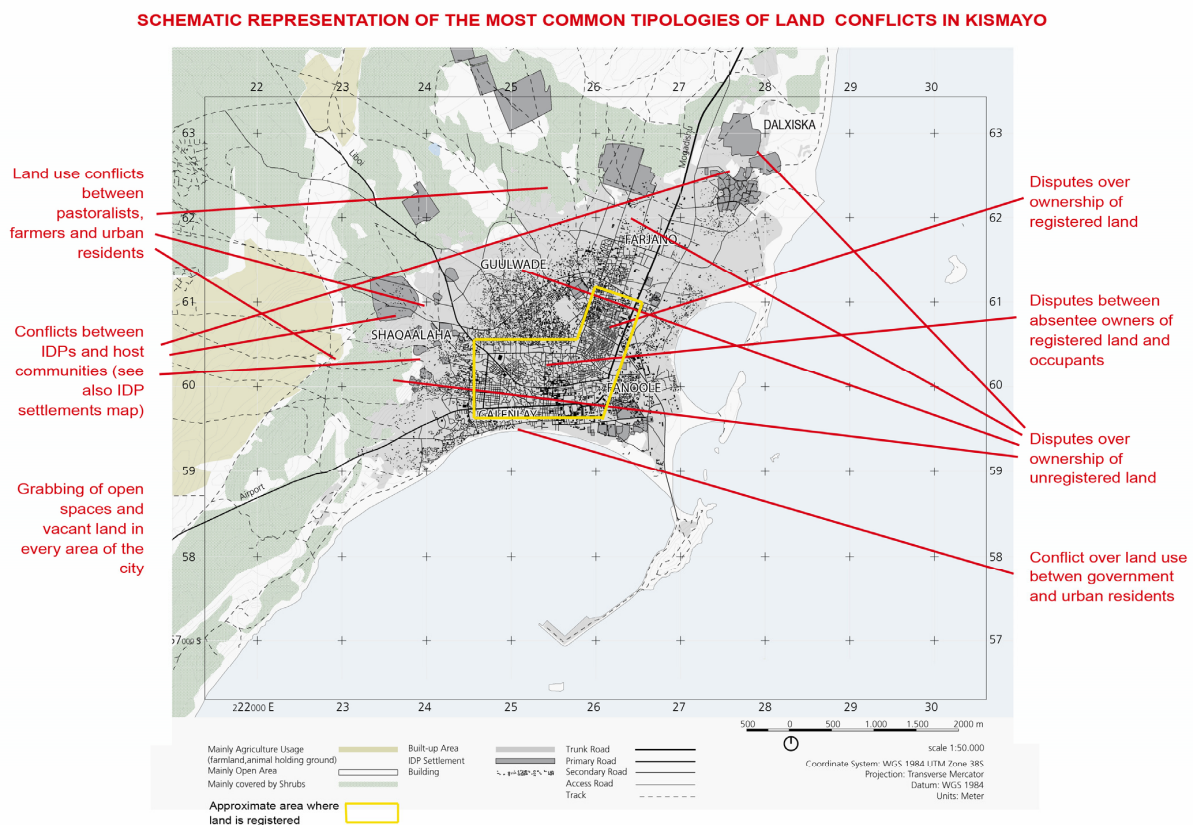 SCHEMATIC REPRESENTATION OF THE MOST COMMON TIPOLOGIES OF LAND CONFLICTS IN KISMAYO
22 23 24 25 26 27 28 29 30
63
62
61
60
59
58
57000 S
63
62
61
60
59
58
57
222000 E 23 24 25 26 27 28 29 30
Liboi
Mogadishu
Airport
DALXISKA
FARJANO
GUULWADE
SHAQAALAHA
FANOOLE
CALENLAY
Land use conflicts
between
pastoralists,
farmers and urban
residents
Conflicts between
IDPs and host
communities (see
also IDP
settlements map)
Grabbing of open
spaces and
vacant land in
every area of the
city
Disputes over
ownership of
registered land
Disputes between
absentee owners of
registered land and
occupants
Disputes over
ownership of
unregistered land
Conflict over land use
betwen government
and urban residents
500 0 500 1.000 1.500 2000 m
scale 1:50.000
Coordinate System: WGS 1984 UTM Zone 38S
Projection: Transverse Mercator
Datum: WGS 1984
Units: Meter
Mainly Agriculture Usage
(farmland,animal holding ground)
Mainly Open Area
Mainly covered by Shrubs
Built-up Area
IDP Settlement
Building
Trunk Road
Primary Road
Secondary Road
Access Road
Track
Approximate area where
land is registered